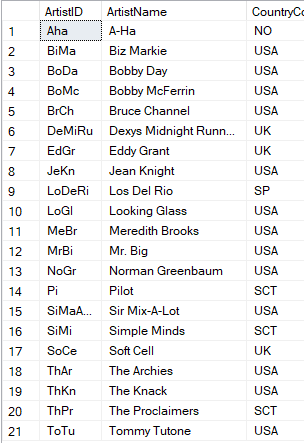 ArtistID ArtistName CountryCo
1 Aha A-Ha NO
2 BiMa Biz Markie USA
3 BoDa Bobby Day USA
4 BoMc Bobby McFerrin USA
5 BrCh Bruce Channel USA
6 DeMiRu Dexys Midnight Runn... UK
7 EdGr Eddy Grant UK
8 JeKn Jean Knight USA
9 LoDeRi Los Del Rio SP
10 LoGl Looking Glass USA
11 MeBr Meredith Brooks USA
12 MrBi Mr. Big USA
13 NoGr Norman Greenbaum USA
14 Pi Pilot SCT
15 SiMaA... Sir Mix-A-Lot USA
16 SiMi Simple Minds SCT
17 SoCe Soft Cell UK
18 ThAr The Archies USA
19 ThKn The Knack USA
20 ThPr The Proclaimers SCT
21 ToTu Tommy Tutone USA